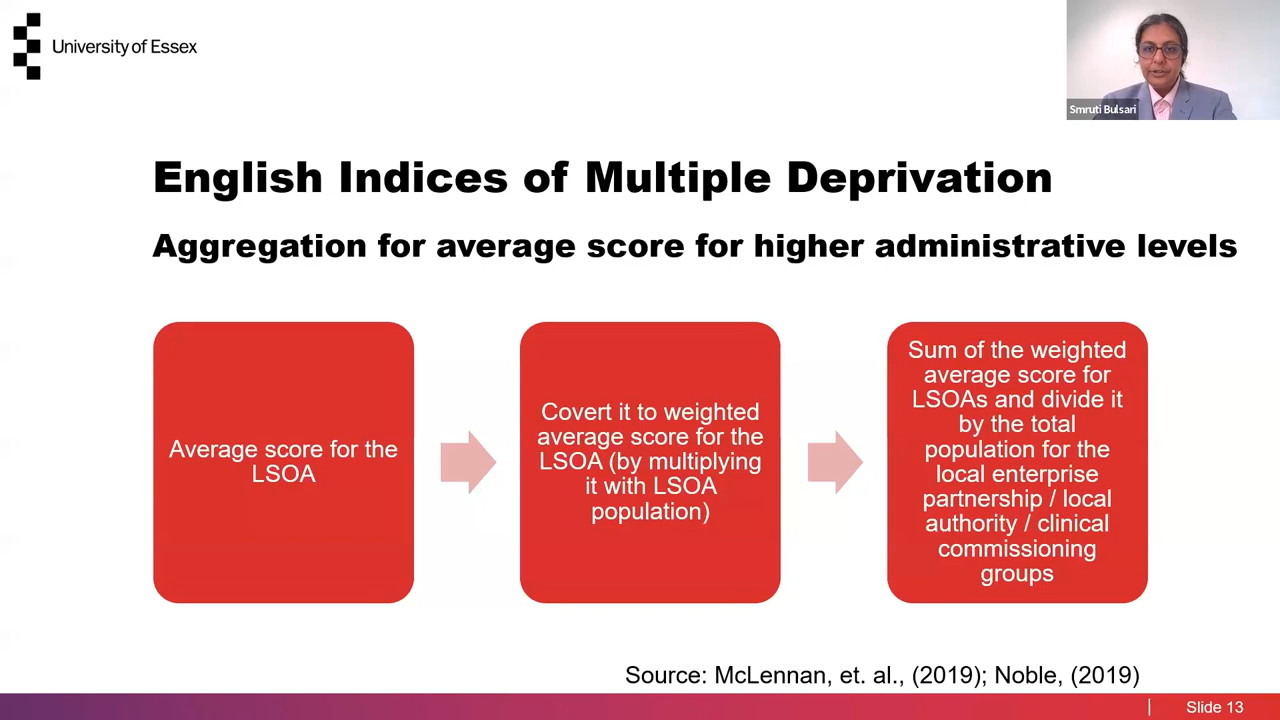 University of Essex
Smruti Bulsari
English Indices of Multiple Deprivation
Aggregation for average score for higher administrative levels
Average score for the
LSOA
Covert it to weighted
average score for the
LSOA (by multiplying
it with LSOA
population)
Sum of the weighted
average score for
LSOAs and divide it
by the total
population for the
local enterprise
partnership / local
authority / clinical
commissioning
groups
Source: McLennan, et. al., (2019); Noble, (2019)
Slide 13